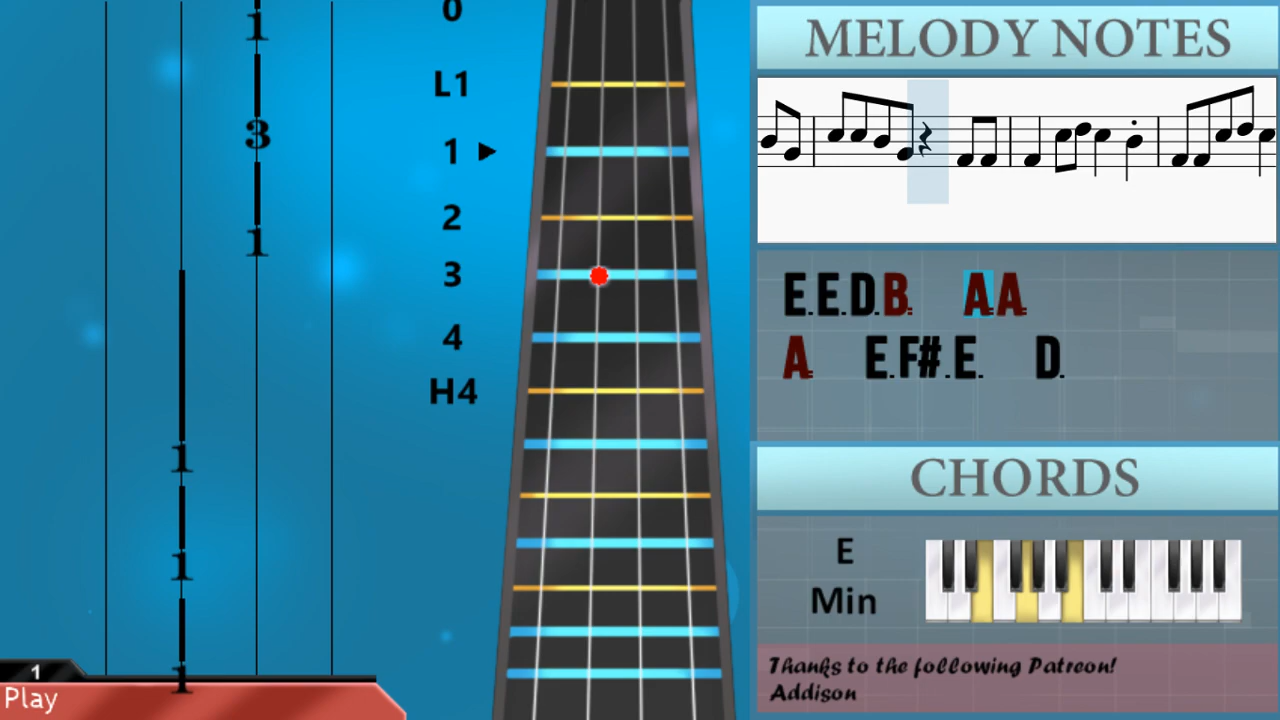 1
3
1
1
1
1
1
Play
0
L1
1
2
3
4
H4
MELODY NOTES
E.E.D.B. A.A.
A. E.F#.E. D.
CHORDS
E
Min
Thanks to the following Patreon!
Addison